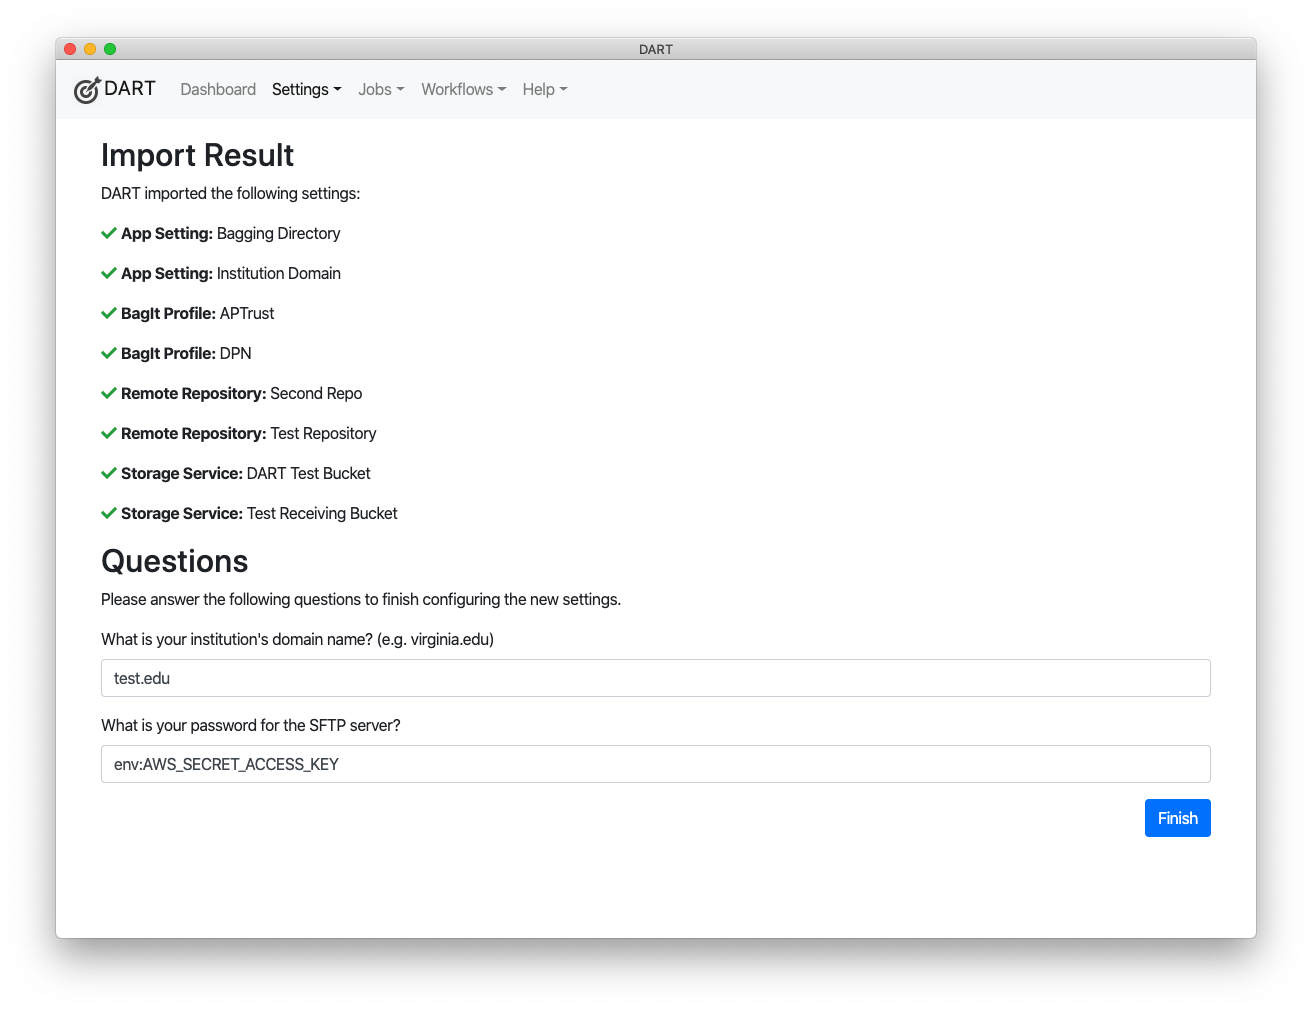 DART
DART Dashboard Settings Jobs Workflows Help
Import Result
DART imported the following settings:
App Setting: Bagging Directory
App Setting: Institution Domain
BagIt Profile: APTrust
BagIt Profile: DPN
Remote Repository: Second Repo
Remote Repository: Test Repository
Storage Service: DART Test Bucket
Storage Service: Test Receiving Bucket
Questions
Please answer the following questions to finish configuring the new settings.
What is your institution's domain name? (e.g. virginia.edu)
test.edu
What is your password for the SFTP server?
env:AWS_SECRET_ACCESS_KEY
Finish